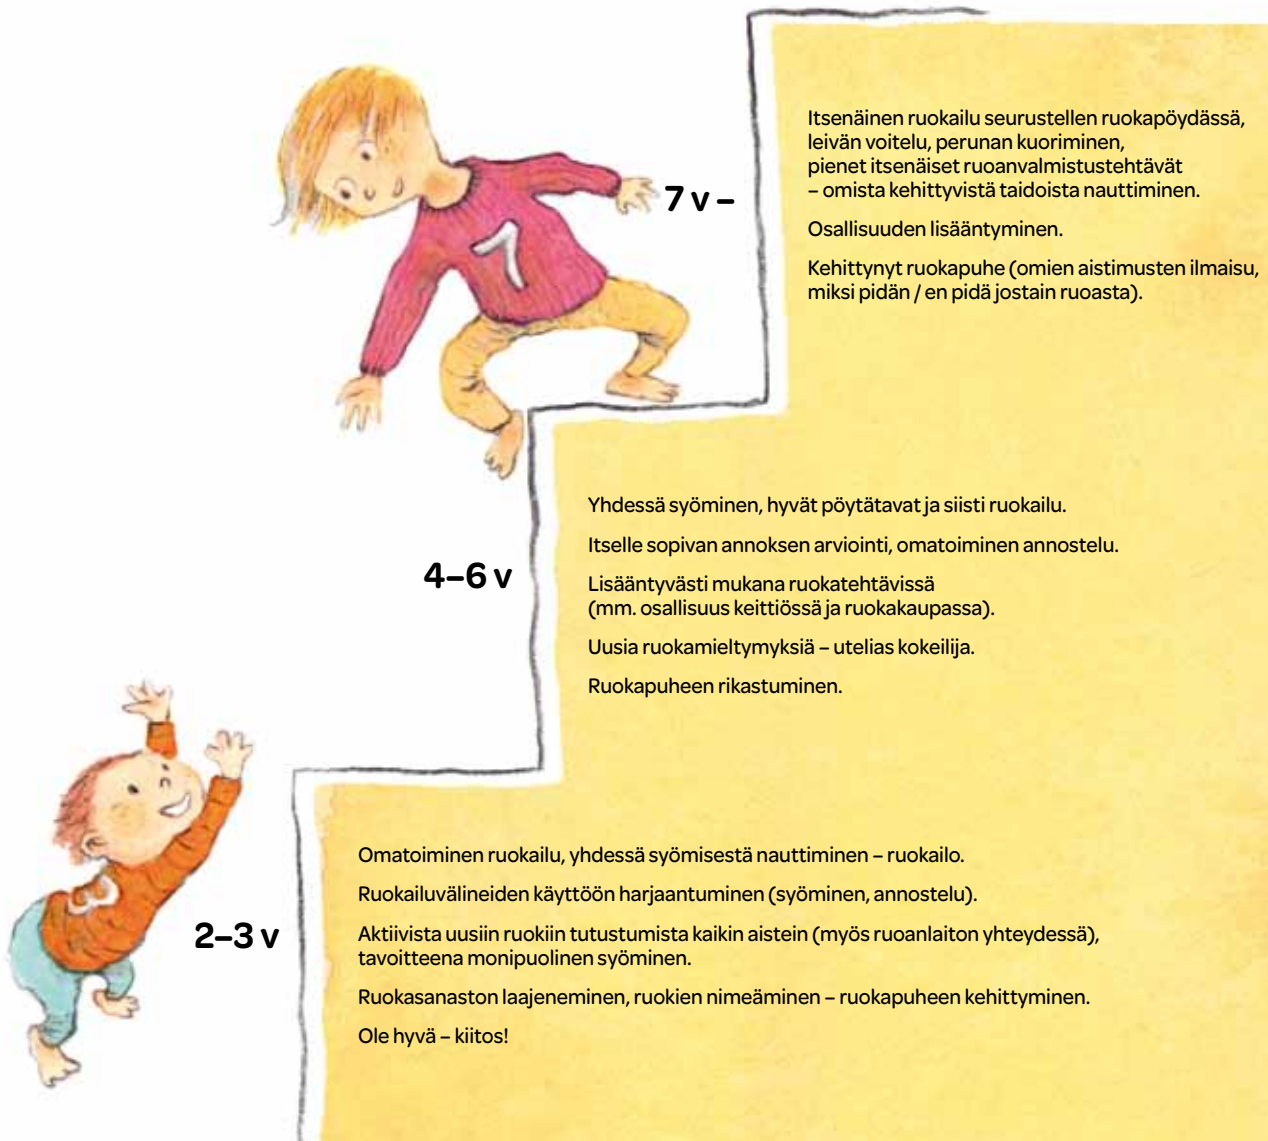 7 v –
Itsenäinen ruokailu seurustellen ruokapöydässä,
leivän voitelu, perunan kuoriminen,
pienet itsenäiset ruoanvalmistustehtävät
– omista kehittyvistä taidoista nauttiminen.
Osallisuuden lisääntyminen.
Kehittynyt ruokapuhe (omien aistimusten ilmaisu,
miksi pidän / en pidä jostain ruoasta).
7
4–6 v
Yhdessä syöminen, hyvät pöytätavat ja siisti ruokailu.
Itselle sopivan annoksen arviointi, omatoiminen annostelu.
Lisääntyvästi mukana ruokatehtävissä
(mm. osallisuus keittiössä ja ruokakaupassa).
Uusia ruokamieltymyksiä – utelias kokeilija.
Ruokapuheen rikastuminen.
3
2–3 v
Omatoiminen ruokailu, yhdessä syömisestä nauttiminen – ruokailo.
Ruokailuvälineiden käyttöön harjaantuminen (syöminen, annostelu).
Aktiivista uusiin ruokiin tutustumista kaikin aistein (myös ruoanlaiton yhteydessä),
tavoitteena monipuolinen syöminen.
Ruokasanaston laajeneminen, ruokien nimeäminen – ruokapuheen kehittyminen.
Ole hyvä – kiitos!